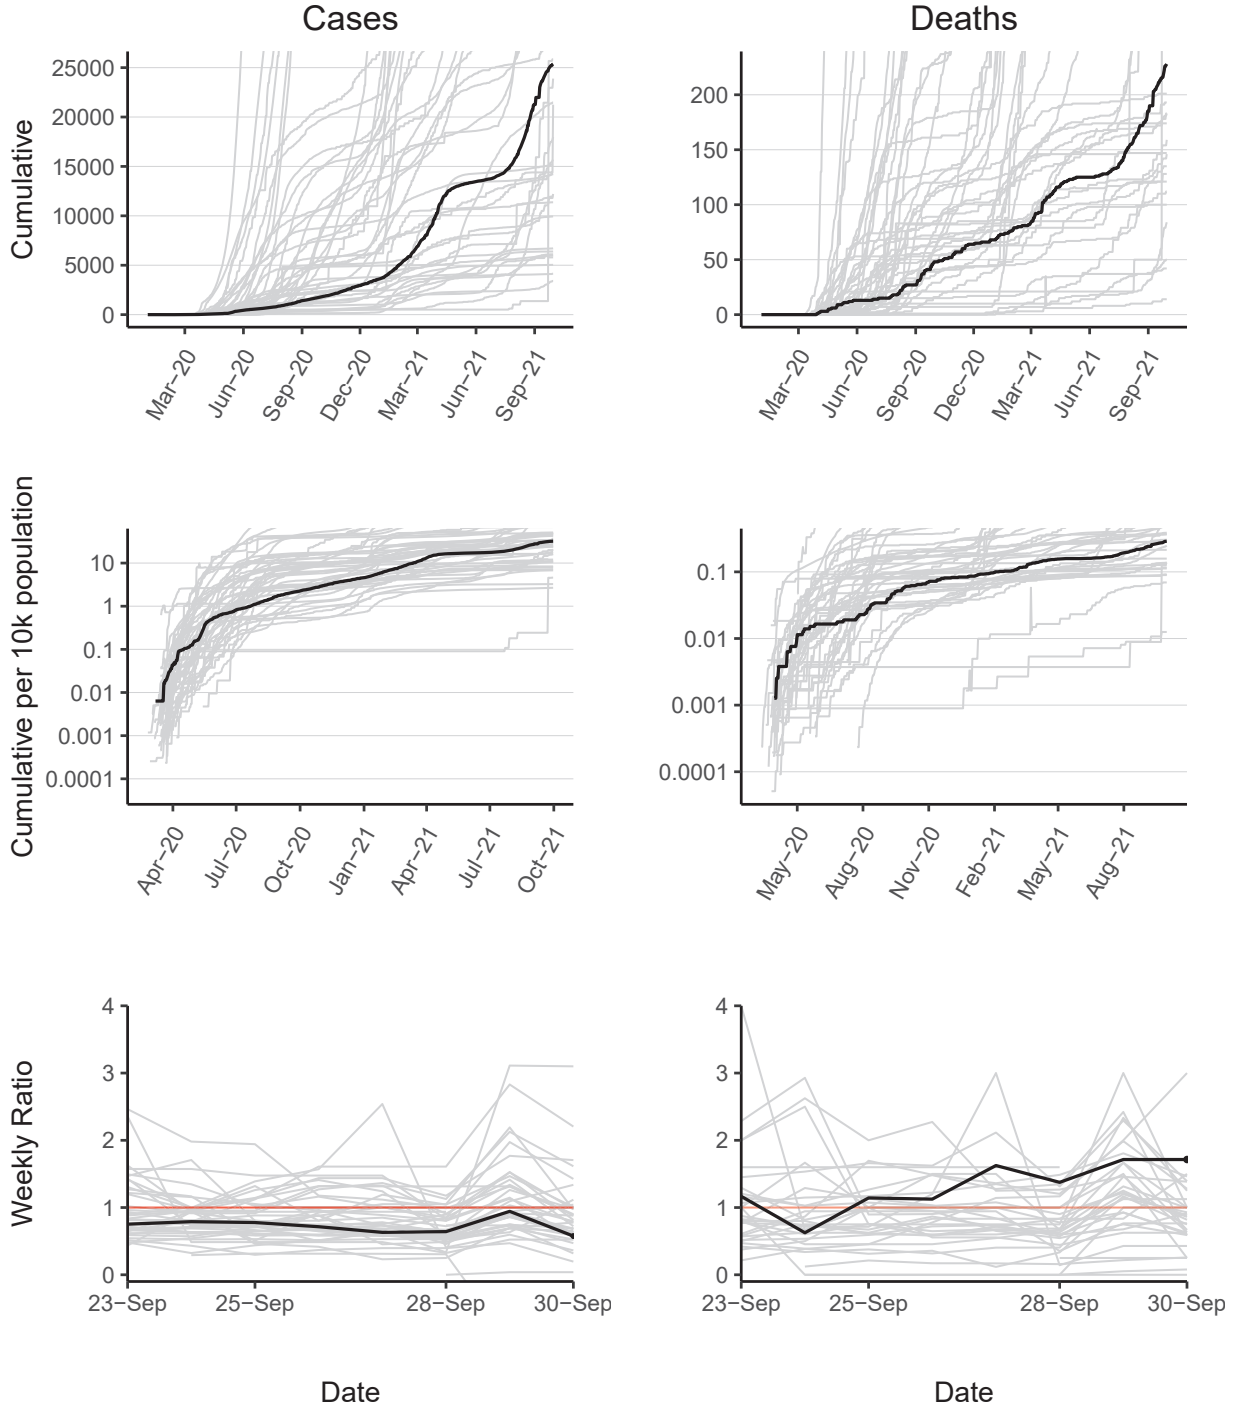 Cases
Deaths
Cumulative
25000
20000
15000
10000
5000
0
Mar−20
Jun−20
Sep−20
Dec−20
Mar−21
Jun−21
Sep−21
200
150
100
50
0
Mar−20
Jun−20
Sep−20
Dec−20
Mar−21
Jun−21
Sep−21
Cumulative per 10k population
10
1
0.1
0.01
0.001
0.0001
Apr−20
Jul−20
Oct−20
Jan−21
Apr−21
Jul−21
Oct−21
0.1
0.01
0.001
0.0001
May−20
Aug−20
Nov−20
Feb−21
May−21
Aug−21
Weekly Ratio
4
3
2
1
0
23−Sep
25−Sep
28−Sep
30−Sep
4
3
2
1
0
23−Sep
25−Sep
28−Sep
30−Sep
Date
Date